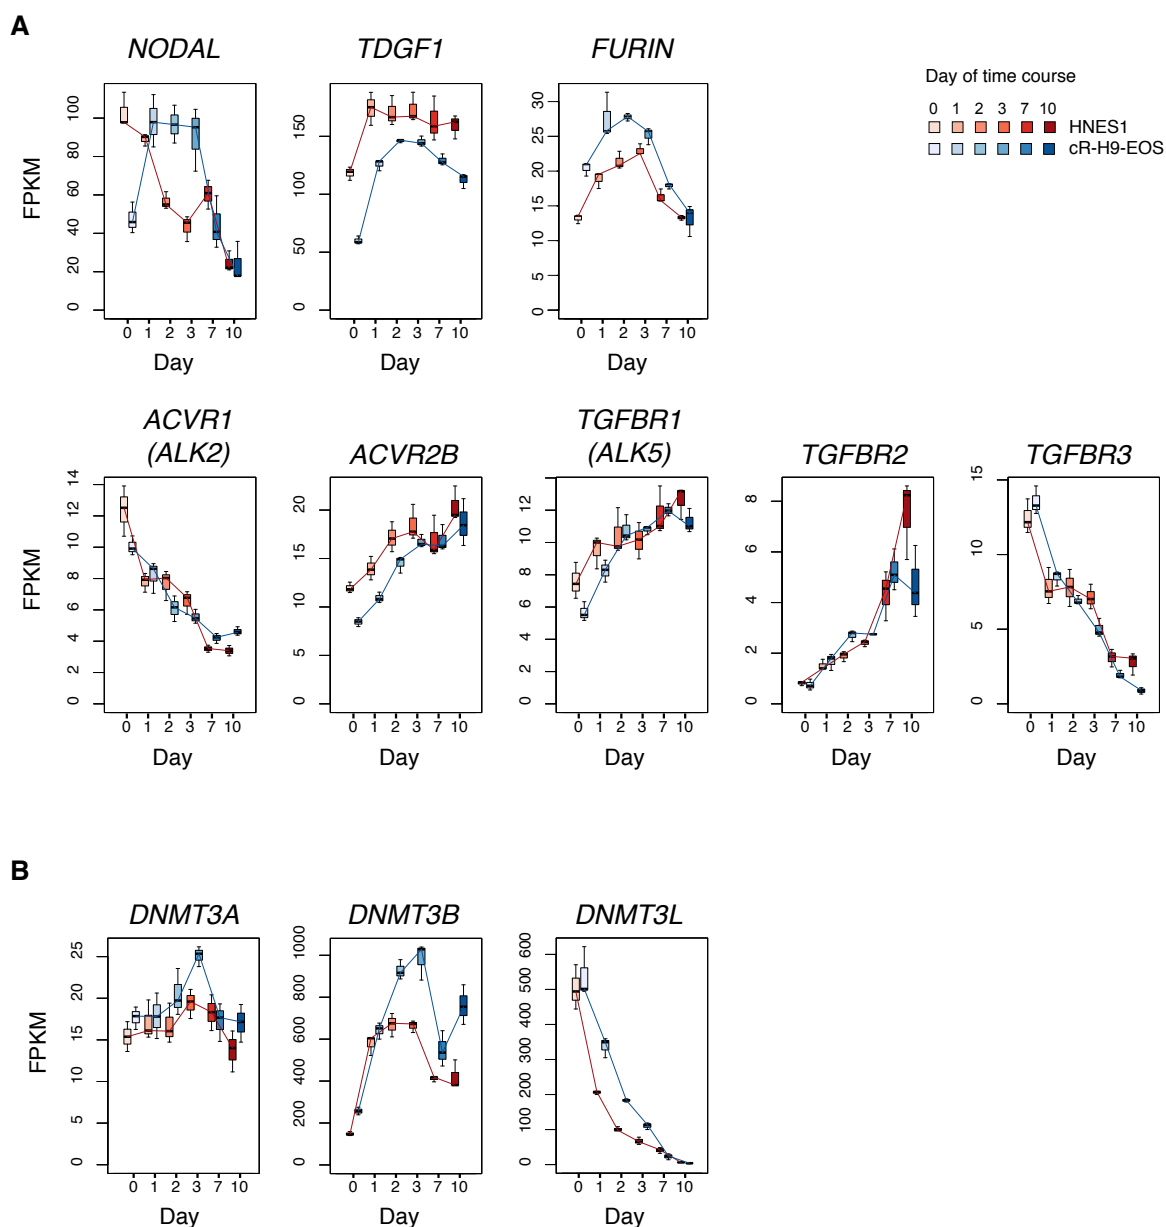 A
NODAL
TDGF1
FURIN
Day of time course
0 1 2 3 7 10
HNES1
cR-H9-EOS
FPKM
0 20 40 60 80 100
0 50 100 150
0 5 10 15 20 25 30
0 1 2 3 7 10
0 1 2 3 7 10
0 1 2 3 7 10
Day
Day
Day
ACVR1
(ALK2)
ACVR2B
TGFBR1
(ALK5)
TGFBR2
TGFBR3
FPKM
0 2 4 6 8 10 12 14
0 5 10 15 20
0 2 4 6 8 10 12
0 2 4 6 8
0 5 10 15
0 1 2 3 7 10
0 1 2 3 7 10
0 1 2 3 7 10
0 1 2 3 7 10
0 1 2 3 7 10
Day
Day
Day
Day
Day
B
DNMT3A
DNMT3B
DNMT3L
FPKM
0 5 10 15 20 25
0 200 400 600 800 1000
0 100 200 300 400 500 600
0 1 2 3 7 10
0 1 2 3 7 10
0 1 2 3 7 10
Day
Day
Day